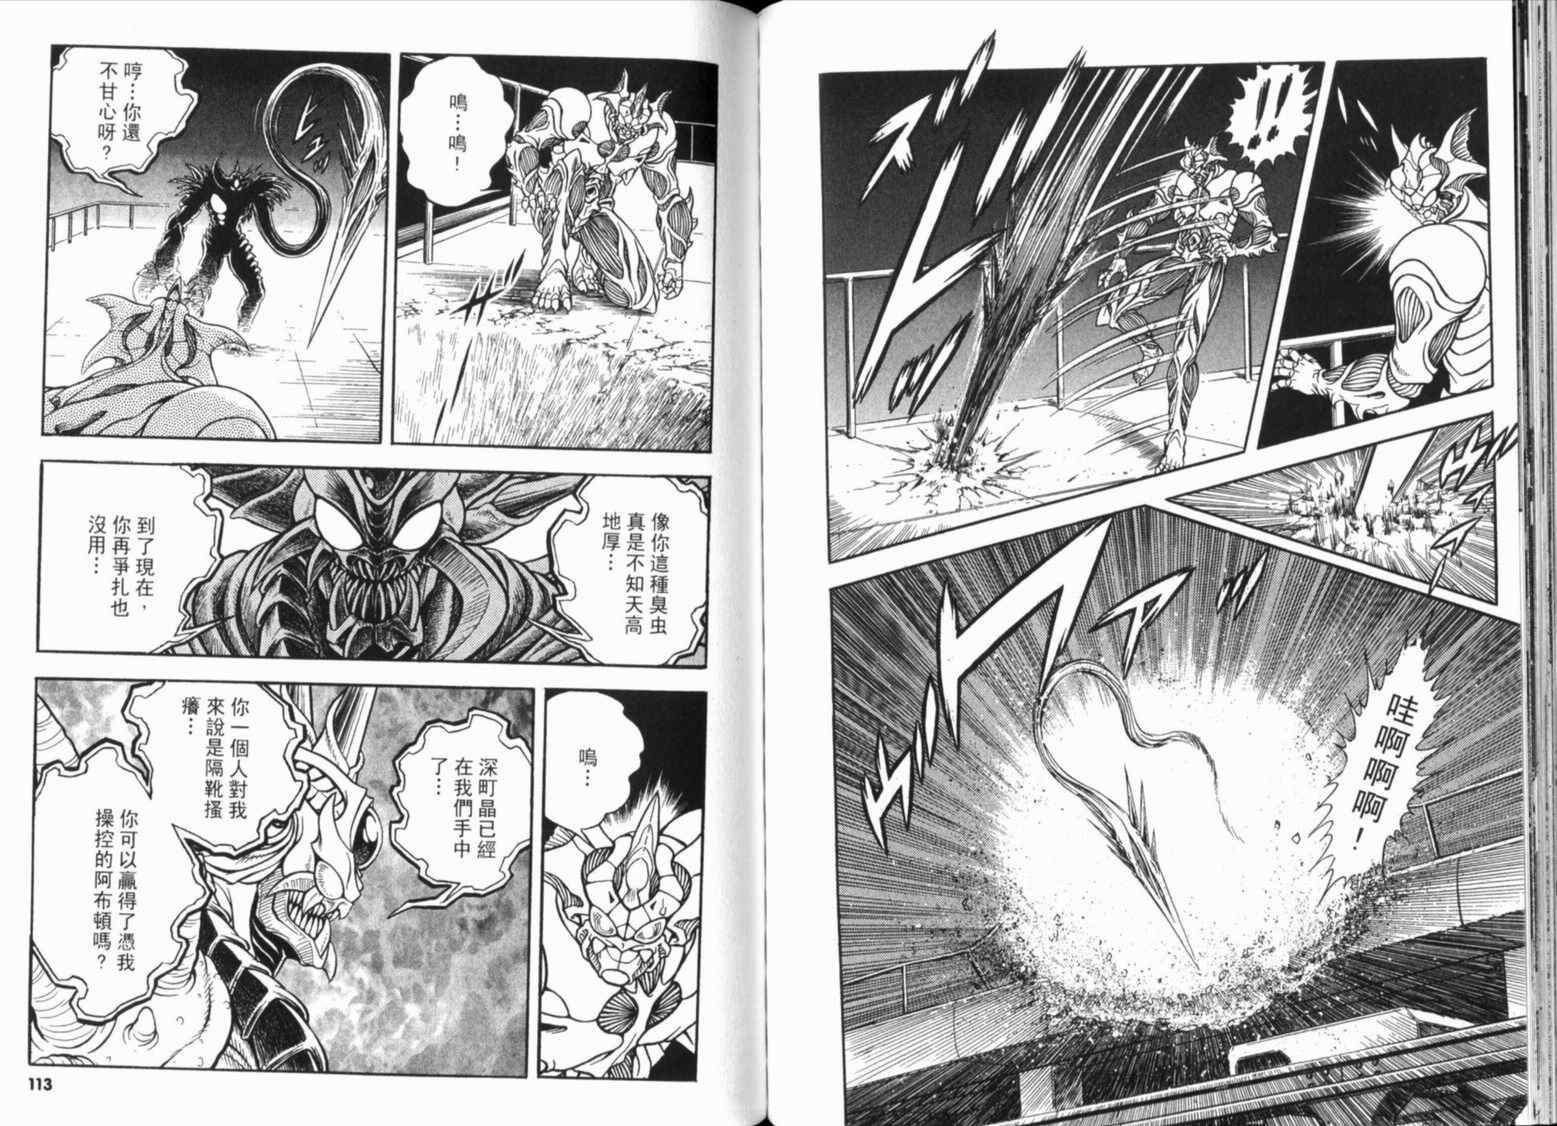 !!
哇啊啊啊！
嗚…嗚！
哼…你還
不甘心呀？
像你這種臭虫
真是不知天高
地厚…
到了現在，
你再爭扎也
沒用…
嗚…
深町晶已經
在我們手中
了…
你一個人對我
來說是隔靴搔
癢…
你可以贏得了憑我
操控的阿布頓嗎？
113